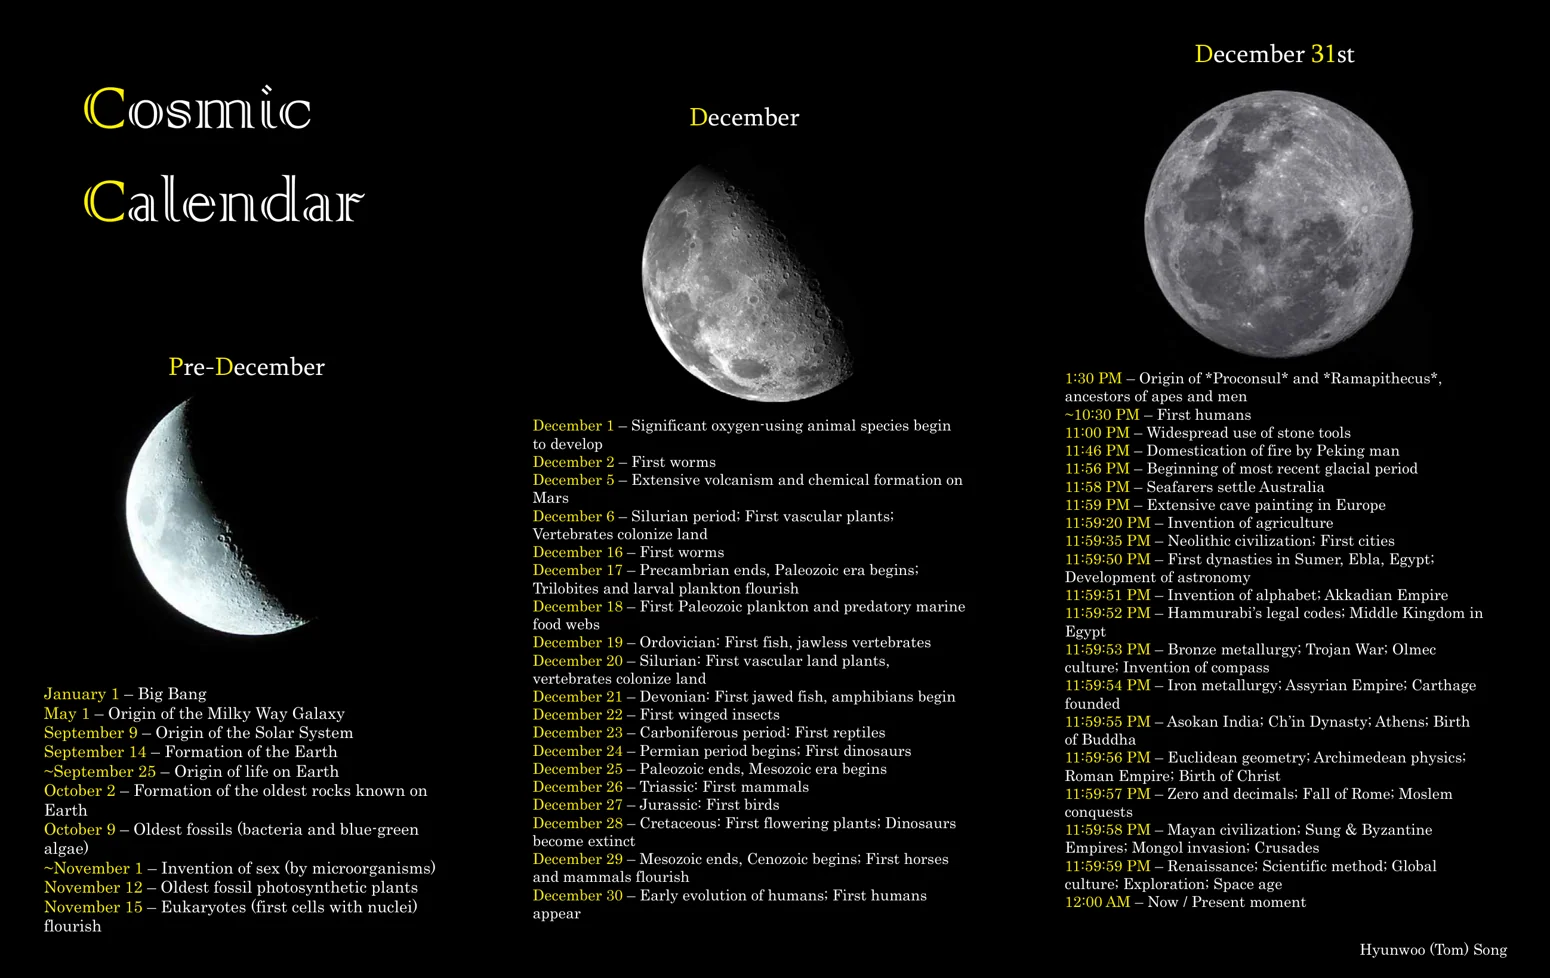 Cosmic
Calendar
Pre-December
January 1 – Big Bang
May 1 – Origin of the Milky Way Galaxy
September 9 – Origin of the Solar System
September 14 – Formation of the Earth
~September 25 – Origin of life on Earth
October 2 – Formation of the oldest rocks known on
Earth
October 9 – Oldest fossils (bacteria and blue-green
algae)
~November 1 – Invention of sex (by microorganisms)
November 12 – Oldest fossil photosynthetic plants
November 15 – Eukaryotes (first cells with nuclei)
flourish
December
December 1 – Significant oxygen-using animal species begin
to develop
December 2 – First worms
December 5 – Extensive volcanism and chemical formation on
Mars
December 6 – Silurian period; First vascular plants;
Vertebrates colonize land
December 16 – First worms
December 17 – Precambrian ends, Paleozoic era begins;
Trilobites and larval plankton flourish
December 18 – First Paleozoic plankton and predatory marine
food webs
December 19 – Ordovician: First fish, jawless vertebrates
December 20 – Silurian: First vascular land plants,
vertebrates colonize land
December 21 – Devonian: First jawed fish, amphibians begin
December 22 – First winged insects
December 23 – Carboniferous period: First reptiles
December 24 – Permian period begins; First dinosaurs
December 25 – Paleozoic ends, Mesozoic era begins
December 26 – Triassic: First mammals
December 27 – Jurassic: First birds
December 28 – Cretaceous: First flowering plants; Dinosaurs
become extinct
December 29 – Mesozoic ends, Cenozoic begins; First horses
and mammals flourish
December 30 – Early evolution of humans; First humans
appear
December 31st
1:30 PM – Origin of *Proconsul* and *Ramapithecus*,
ancestors of apes and men
~10:30 PM – First humans
11:00 PM – Widespread use of stone tools
11:46 PM – Domestication of fire by Peking man
11:56 PM – Beginning of most recent glacial period
11:58 PM – Seafarers settle Australia
11:59 PM – Extensive cave painting in Europe
11:59:20 PM – Invention of agriculture
11:59:35 PM – Neolithic civilization; First cities
11:59:50 PM – First dynasties in Sumer, Ebla, Egypt;
Development of astronomy
11:59:51 PM – Invention of alphabet; Akkadian Empire
11:59:52 PM – Hammurabi's legal codes; Middle Kingdom in
Egypt
11:59:53 PM – Bronze metallurgy; Trojan War; Olmec
culture; Invention of compass
11:59:54 PM – Iron metallurgy; Assyrian Empire; Carthage
founded
11:59:55 PM – Asokan India; Ch'in Dynasty; Athens; Birth
of Buddha
11:59:56 PM – Euclidean geometry; Archimedean physics;
Roman Empire; Birth of Christ
11:59:57 PM – Zero and decimals; Fall of Rome; Moslem
conquests
11:59:58 PM – Mayan civilization; Sung & Byzantine
Empires; Mongol invasion; Crusades
11:59:59 PM – Renaissance; Scientific method; Global
culture; Exploration; Space age
12:00 AM – Now / Present moment
Hyunwoo (Tom) Song